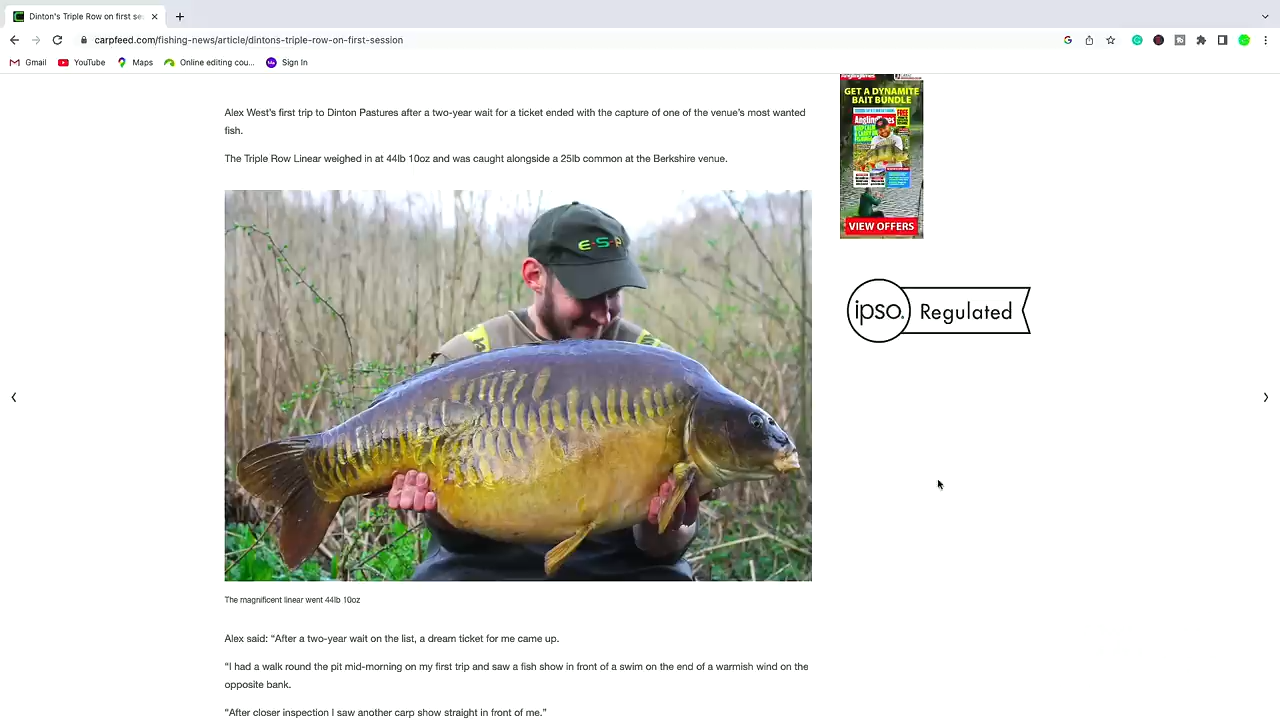 Dinton's Triple Row on first se
carpfeed.com/fishing-news/article/dintons-triple-row-on-first-session
Gmail YouTube Maps Online editing cou... Sign In
AnglingTimes
GET A DYNAMITE
BAIT BUNDLE
AnglingTimes
FREE
VIEW OFFERS
Alex West's first trip to Dinton Pastures after a two-year wait for a ticket ended with the capture of one of the venue's most wanted
fish.
The Triple Row Linear weighed in at 44lb 10oz and was caught alongside a 25lb common at the Berkshire venue.
E-S-P
ipso. Regulated
The magnificent linear went 44lb 10oz
Alex said: “After a two-year wait on the list, a dream ticket for me came up.
“I had a walk round the pit mid-morning on my first trip and saw a fish show in front of a swim on the end of a warmish wind on the
opposite bank.
“After closer inspection I saw another carp show straight in front of me.”